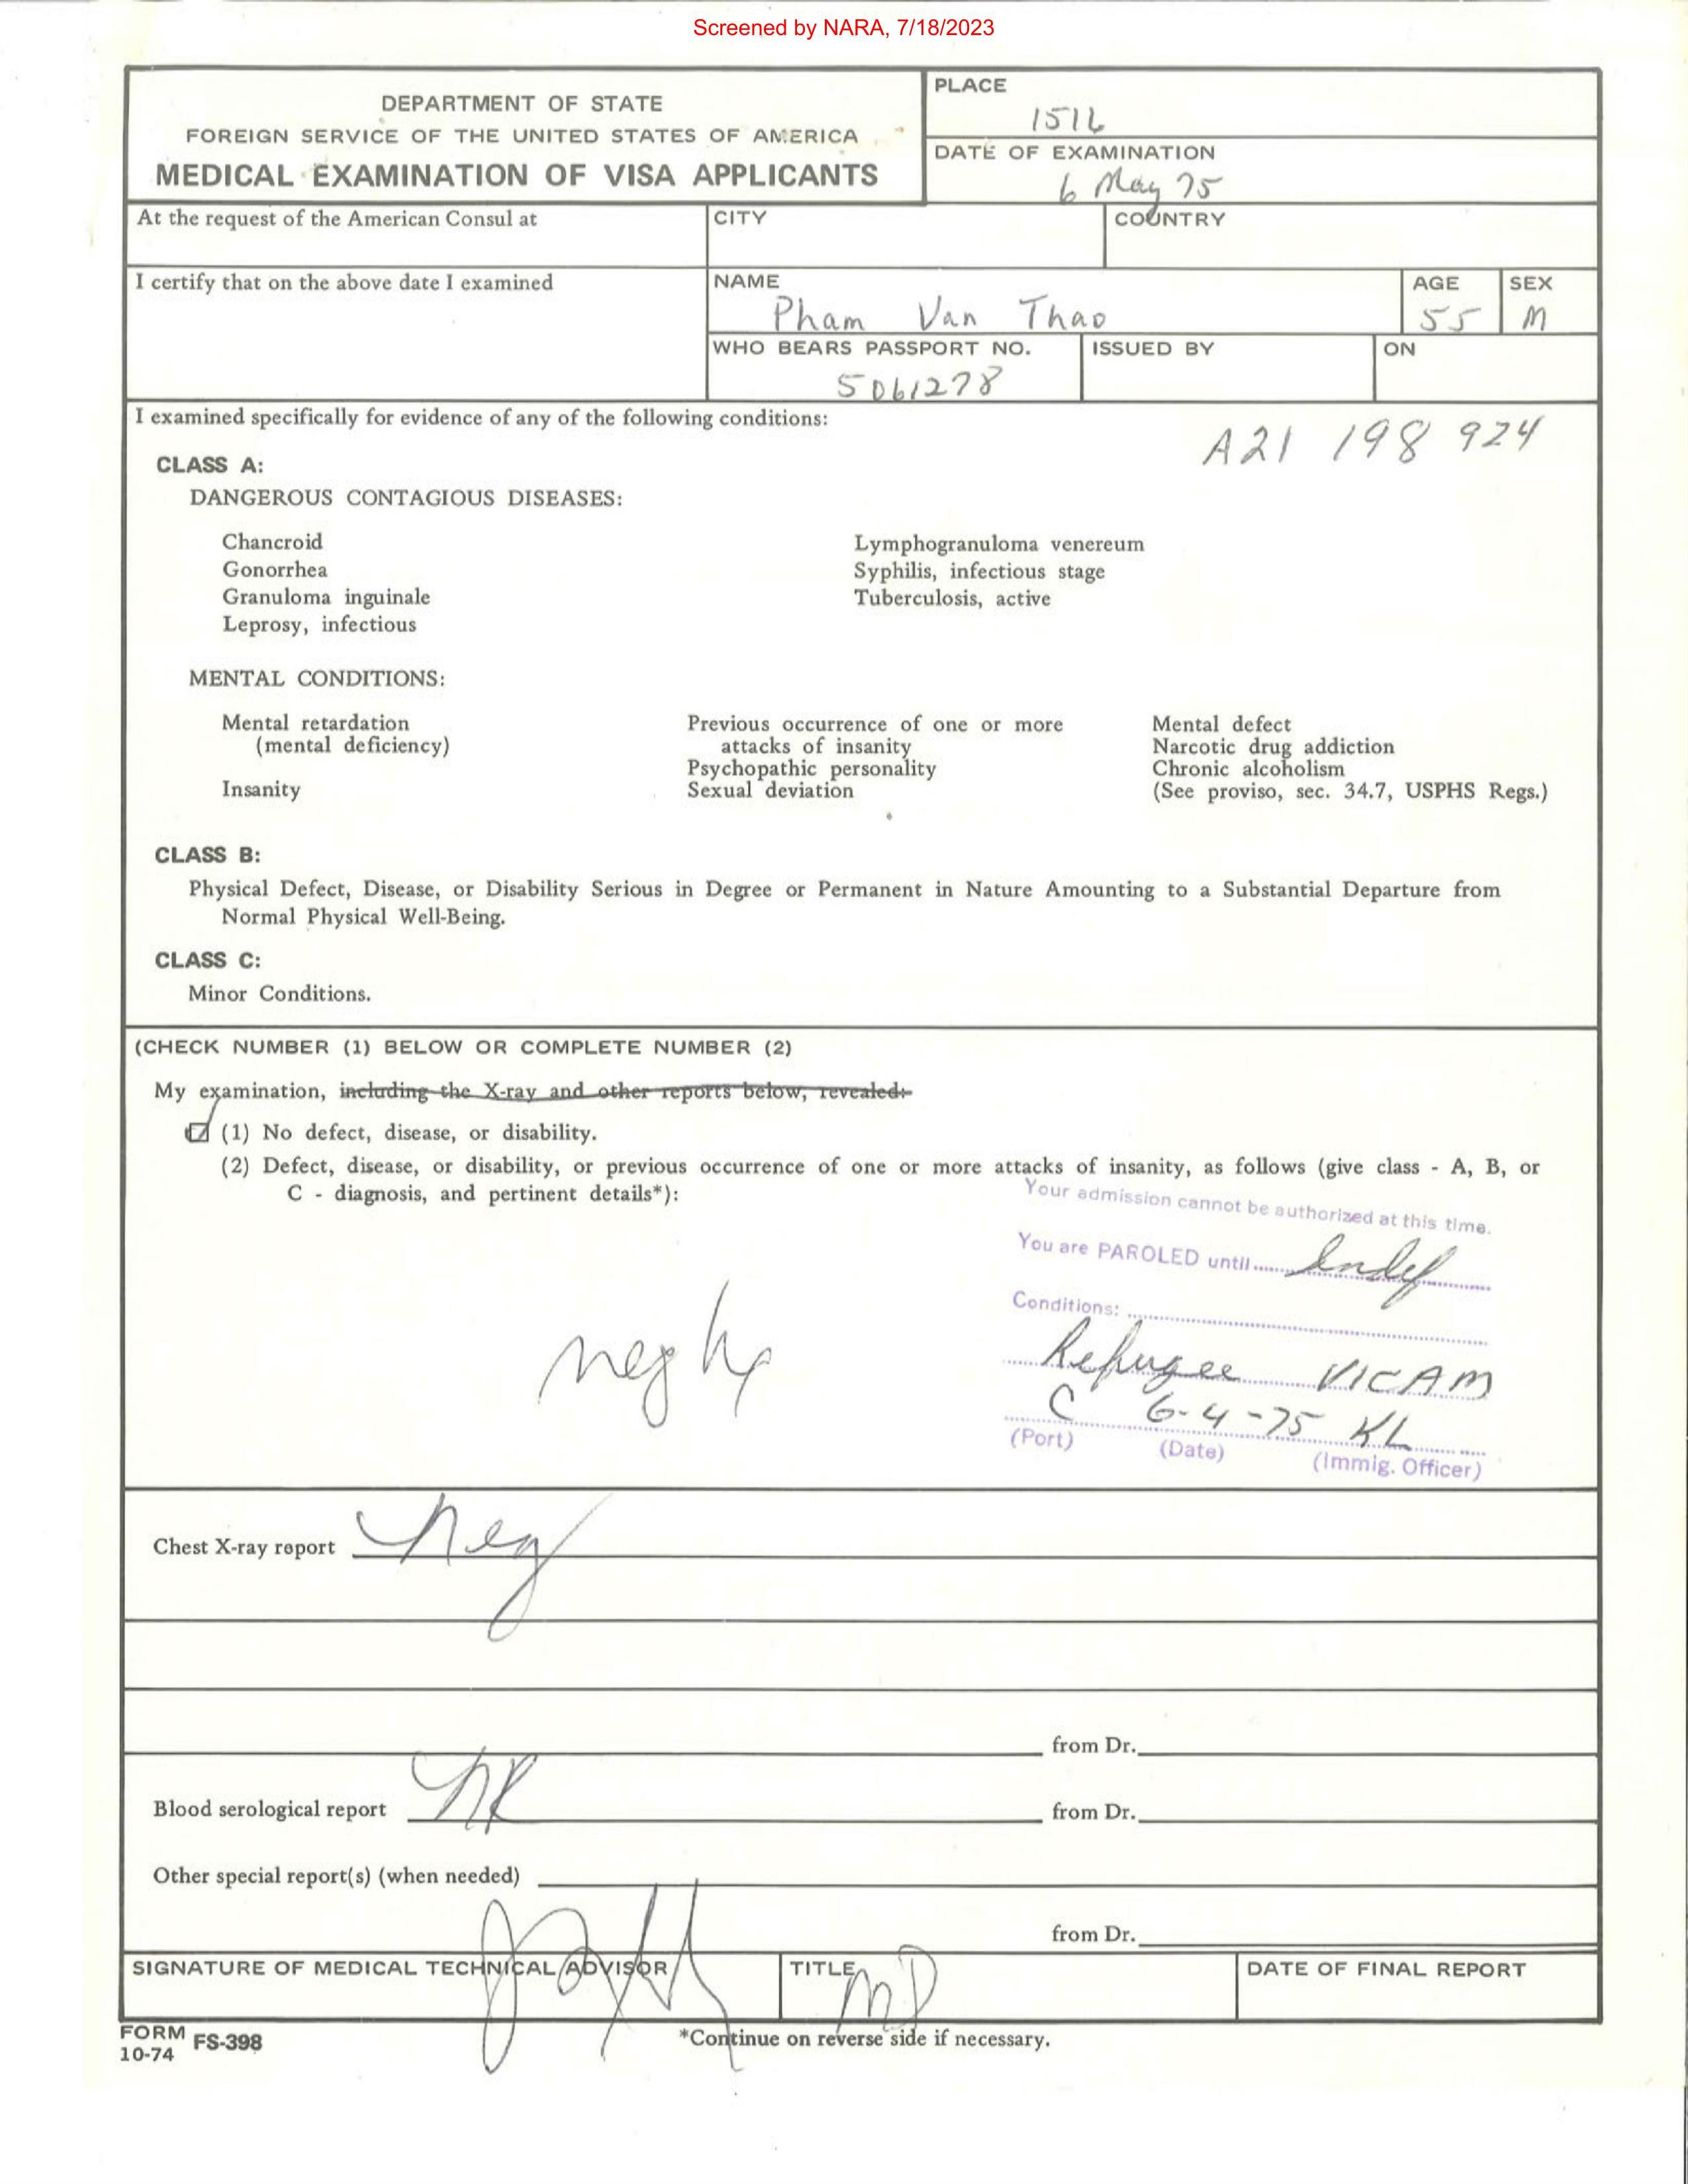 Screened by NARA, 7/18/2023
DEPARTMENT OF STATE
FOREIGN SERVICE OF THE UNITED STATES OF AMERICA
MEDICAL EXAMINATION OF VISA APPLICANTS
PLACE
DATE OF EXAMINATION
6 May 75
At the request of the American Consul at
CITY
COUNTRY
I certify that on the above date I examined
NAME
Pham Van Thao
AGE
55
SEX
M
WHO BEARS PASSPORT NO.
5061278
ISSUED BY
ON
I examined specifically for evidence of any of the following conditions:
A21 198 924
CLASS A:
DANGEROUS CONTAGIOUS DISEASES:
Chancroid
Gonorrhea
Granuloma inguinale
Leprosy, infectious
Lymphogranuloma venereum
Syphilis, infectious stage
Tuberculosis, active
MENTAL CONDITIONS:
Mental retardation
(mental deficiency)
Insanity
Previous occurrence of one or more
attacks of insanity
Psychopathic personality
Sexual deviation
Mental defect
Narcotic drug addiction
Chronic alcoholism
(See proviso, sec. 34.7, USPHS Regs.)
CLASS B:
Physical Defect, Disease, or Disability Serious in Degree or Permanent in Nature Amounting to a Substantial Departure from
Normal Physical Well-Being.
CLASS C:
Minor Conditions.
(CHECK NUMBER (1) BELOW OR COMPLETE NUMBER (2)
My examination, including the X-ray and other reports below, revealed:
(1) No defect, disease, or disability.
(2) Defect, disease, or disability, or previous occurrence of one or more attacks of insanity, as follows (give class - A, B, or
C - diagnosis, and pertinent details*):
Your admission cannot be authorized at this time.
You are PAROLED until Indef
Conditions:
Refugee VICAM
C 6-4-75 KL
(Port) (Date) (Immig. Officer)
neg hx
Chest X-ray report neg
from Dr.
Blood serological report NR
from Dr.
Other special report(s) (when needed)
from Dr.
SIGNATURE OF MEDICAL TECHNICAL ADVISOR
TITLE
MD
DATE OF FINAL REPORT
FORM FS-398
10-74
*Continue on reverse side if necessary.